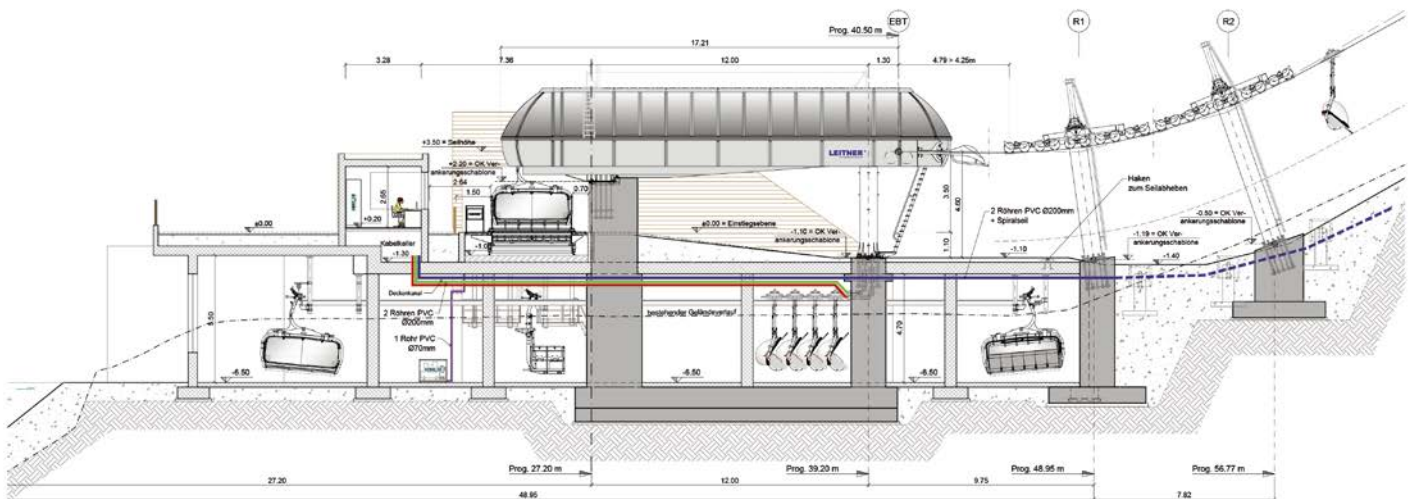 EBT
R1
R2
Prog. 40.50 m
17.21
3.28
7.36
12.00
1.30
4.79 > 4.25m
+3.50 = Seilhöhe
LEITNER
+2.20 = OK Ver-
ankerungsschablone
2.64
0.70
1.50
2.65
+0.20
±0.00
±0.00 = Einstiegsebene
3.50
4.60
1.10
Haken
zum Seilabheben
2 Röhren PVC Ø200mm
+ Spiralseil
-0.50 = OK Ver-
ankerungsschablone
-1.10 = OK Ver-
ankerungsschablone
-1.19 = OK Ver-
ankerungsschablone
Kabelkeller
-1.30
-1.10
-1.40
Deckenkanal
2 Röhren PVC
Ø200mm
1 Rohr PVC
Ø70mm
bestehender Geländeverlauf
4.70
-6.50
-6.50
-6.50
Prog. 27.20 m
Prog. 39.20 m
Prog. 48.95 m
Prog. 56.77 m
27.20
12.00
9.75
48.95
7.82